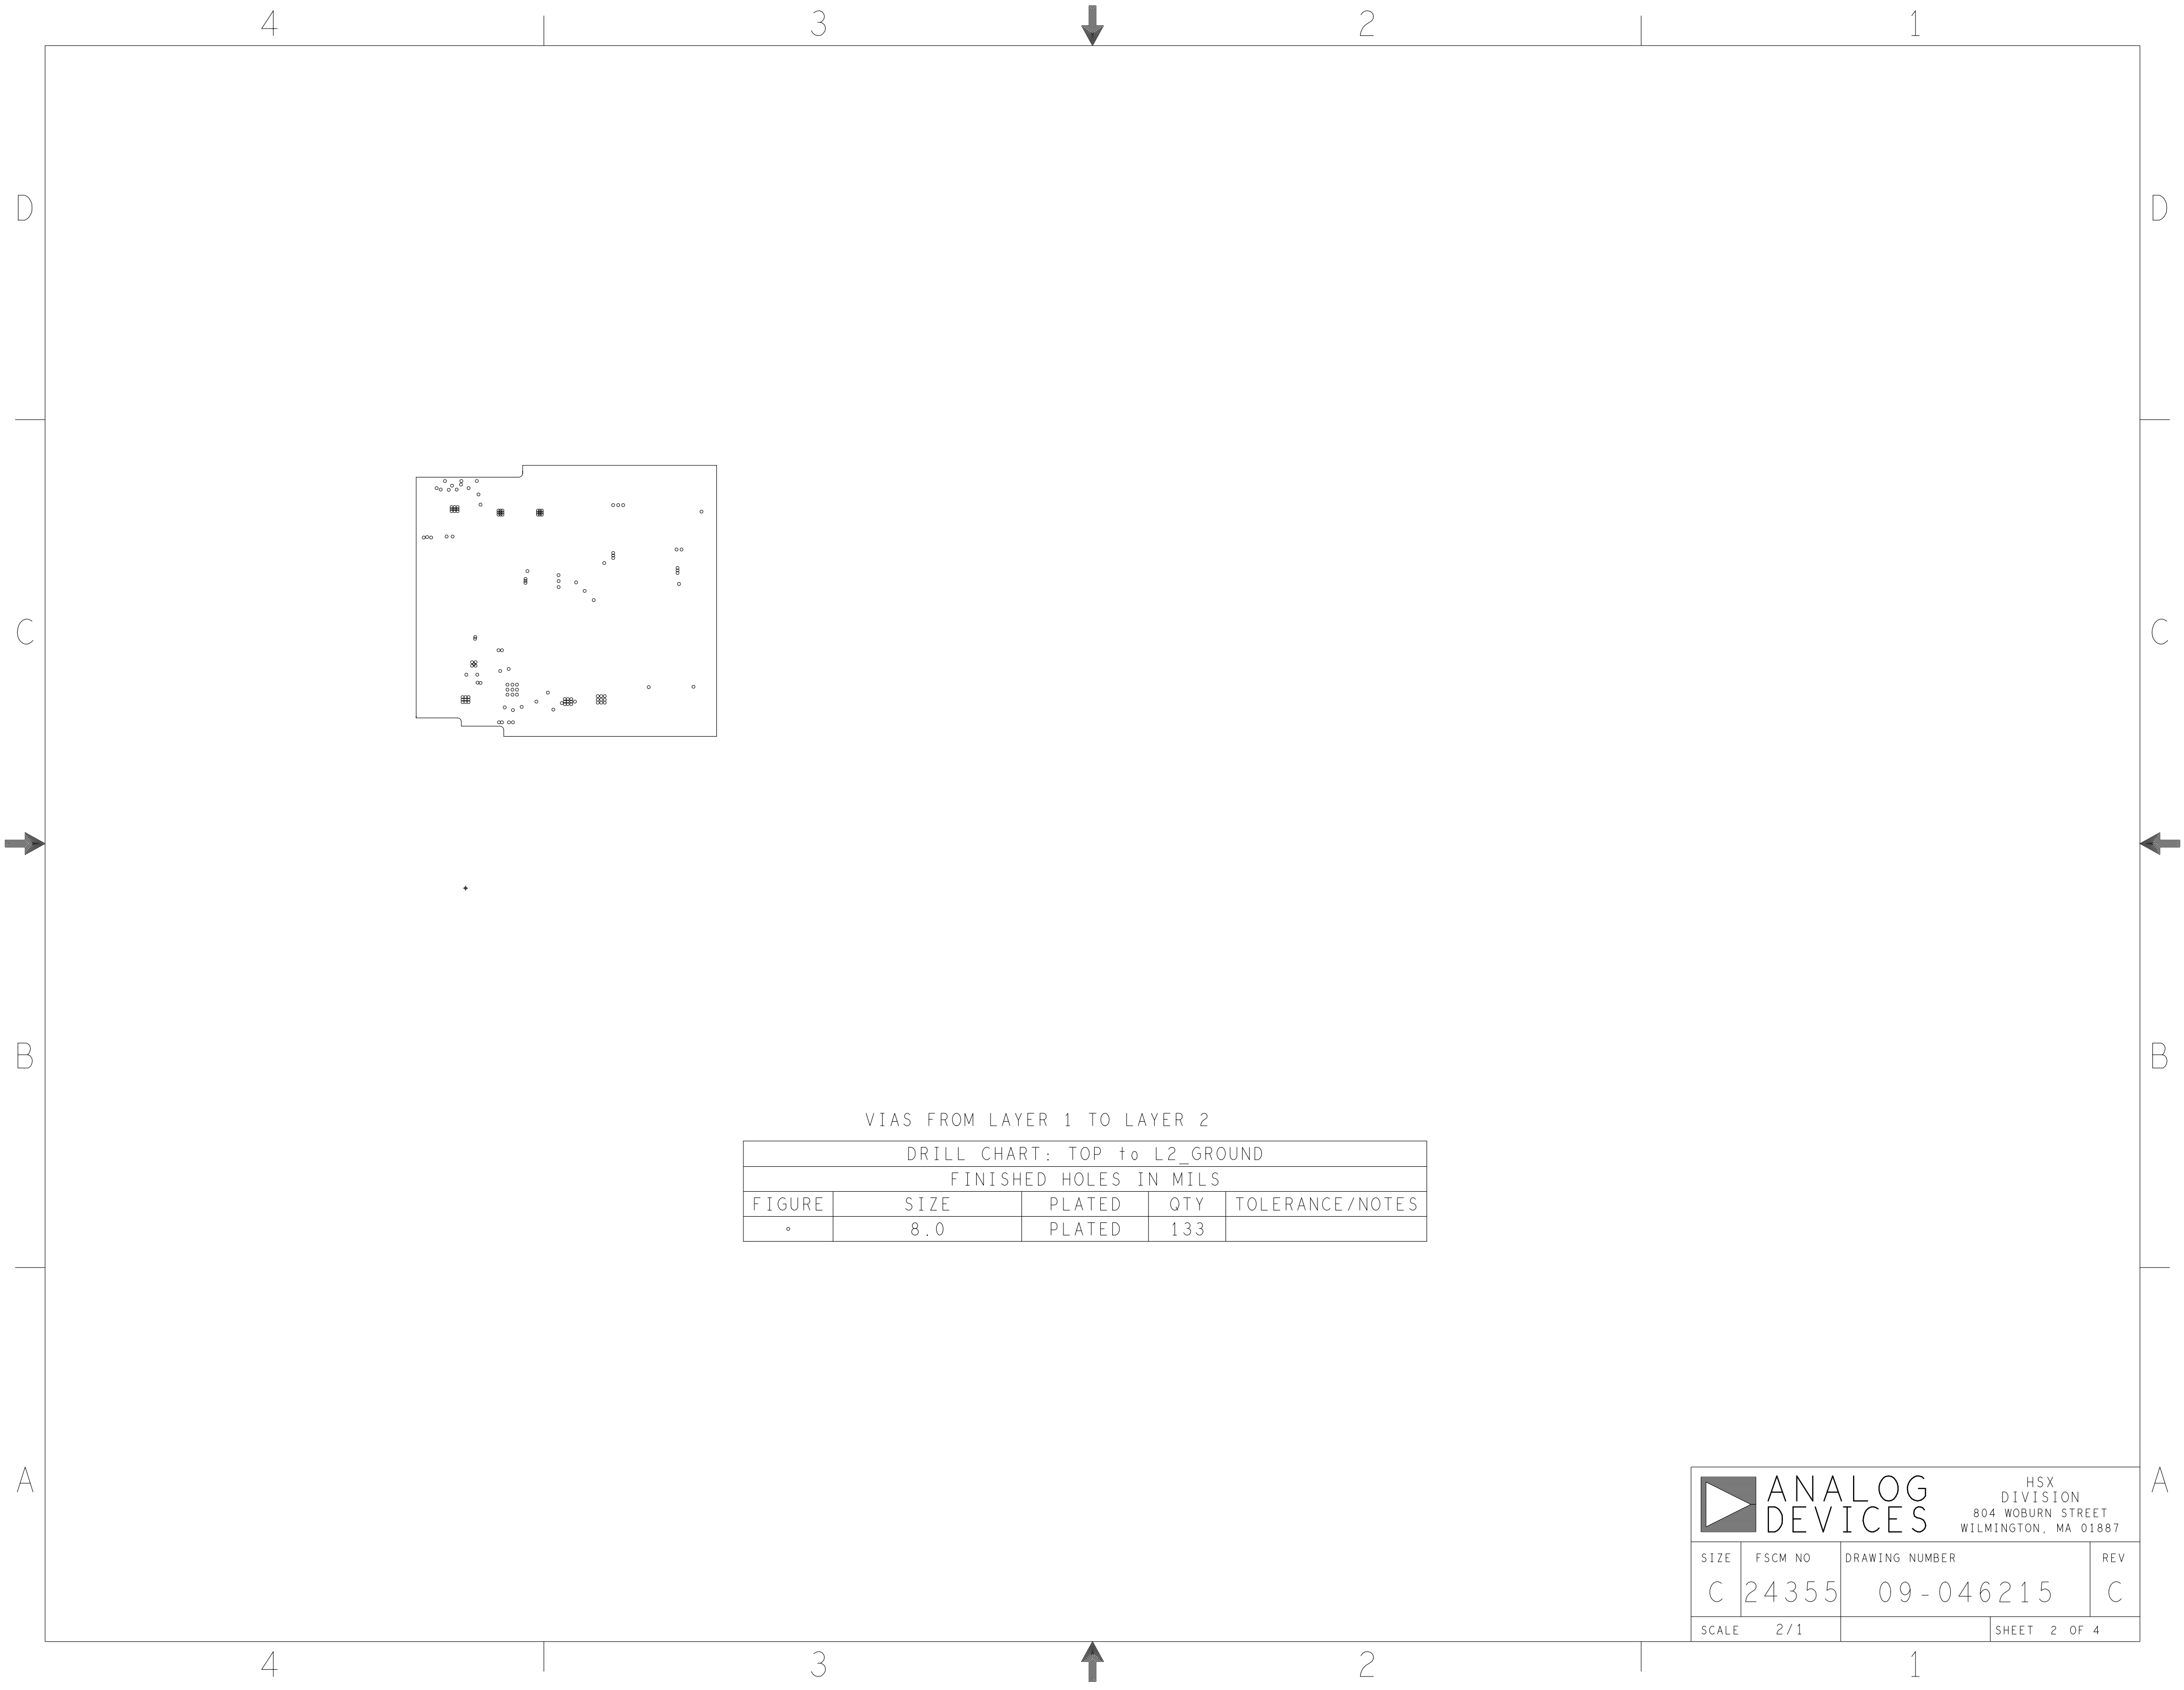 4 3 2 1
D D
C C
VIAS FROM LAYER 1 TO LAYER 2
B B
DRILL CHART: TOP to L2_GROUND
FINISHED HOLES IN MILS
FIGURE SIZE PLATED QTY TOLERANCE/NOTES
8.0 PLATED 133
A A
ANALOG
DEVICES
HSX
DIVISION
804 WOBURN STREET
WILMINGTON, MA 01887
SIZE FSCM NO DRAWING NUMBER REV
C 24355 09-046215 C
SCALE 2/1 SHEET 2 OF 4
4 3 2 1